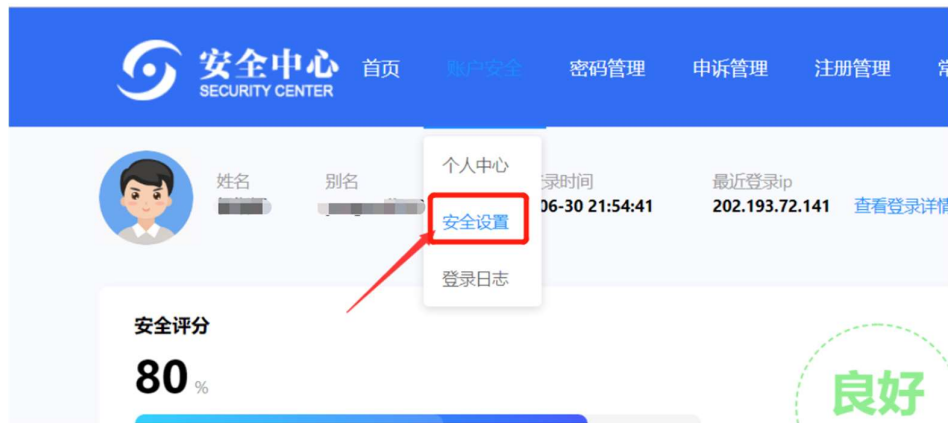 安全中心
SECURITY CENTER
首页 账户安全 密码管理 申诉管理 注册管理
个人中心
安全设置
登录日志
姓名 别名 录时间 最近登录ip
06-30 21:54:41 202.193.72.141 查看登录详情
安全评分
80 %
良好